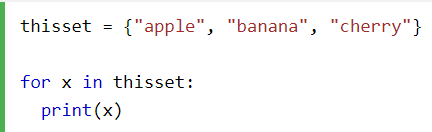 thisset = {"apple", "banana", "cherry"}

for x in thisset:
  print(x)